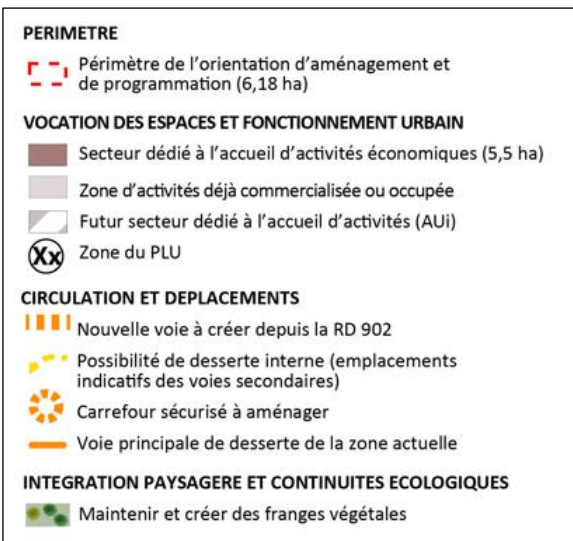 PERIMETRE
Périmètre de l'orientation d'aménagement et
de programmation (6,18 ha)
VOCATION DES ESPACES ET FONCTIONNEMENT URBAIN
Secteur dédié à l'accueil d'activités économiques (5,5 ha)
Zone d'activités déjà commercialisée ou occupée
Futur secteur dédié à l'accueil d'activités (AUi)
Xx Zone du PLU
CIRCULATION ET DEPLACEMENTS
Nouvelle voie à créer depuis la RD 902
Possibilité de desserte interne (emplacements
indicatifs des voies secondaires)
Carrefour sécurisé à aménager
Voie principale de desserte de la zone actuelle
INTEGRATION PAYSAGERE ET CONTINUITES ECOLOGIQUES
Maintenir et créer des franges végétales